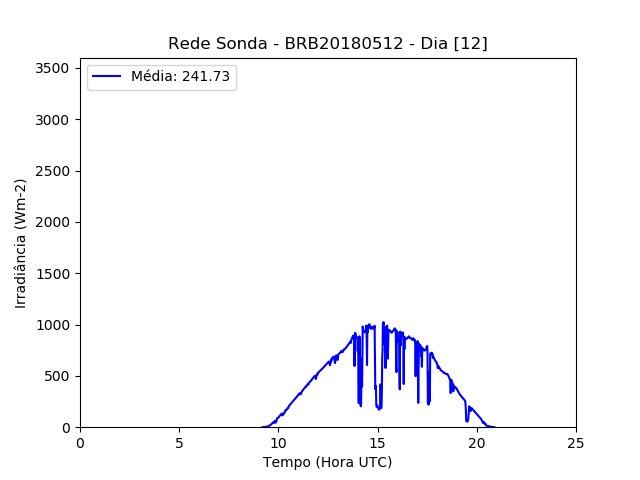 Rede Sonda - BRB20180512 - Dia [12]
Média: 241.73
Irradiância (Wm-2)
3500
3000
2500
2000
1500
1000
500
0
0 5 10 15 20 25
Tempo (Hora UTC)